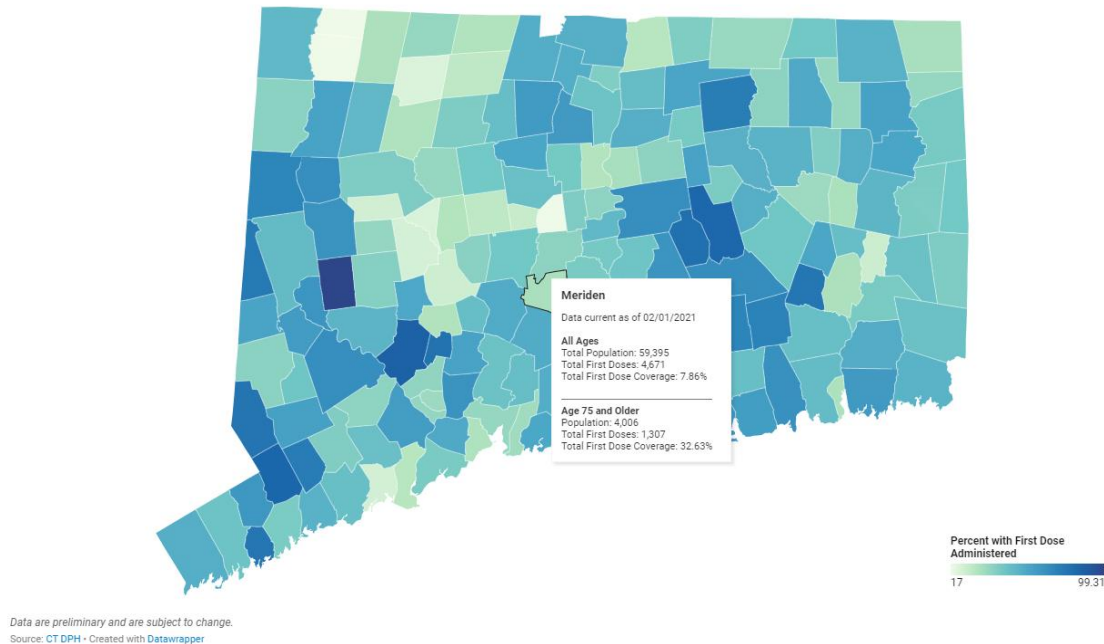 Meriden
Data current as of 02/01/2021
All Ages
Total Population: 59,395
Total First Doses: 4,671
Total First Dose Coverage: 7.86%
Age 75 and Older
Population: 4,006
Total First Doses: 1,307
Total First Dose Coverage: 32.63%
Percent with First Dose
Administered
17 99.31
Data are preliminary and are subject to change.
Source: CT DPH • Created with Datawrapper